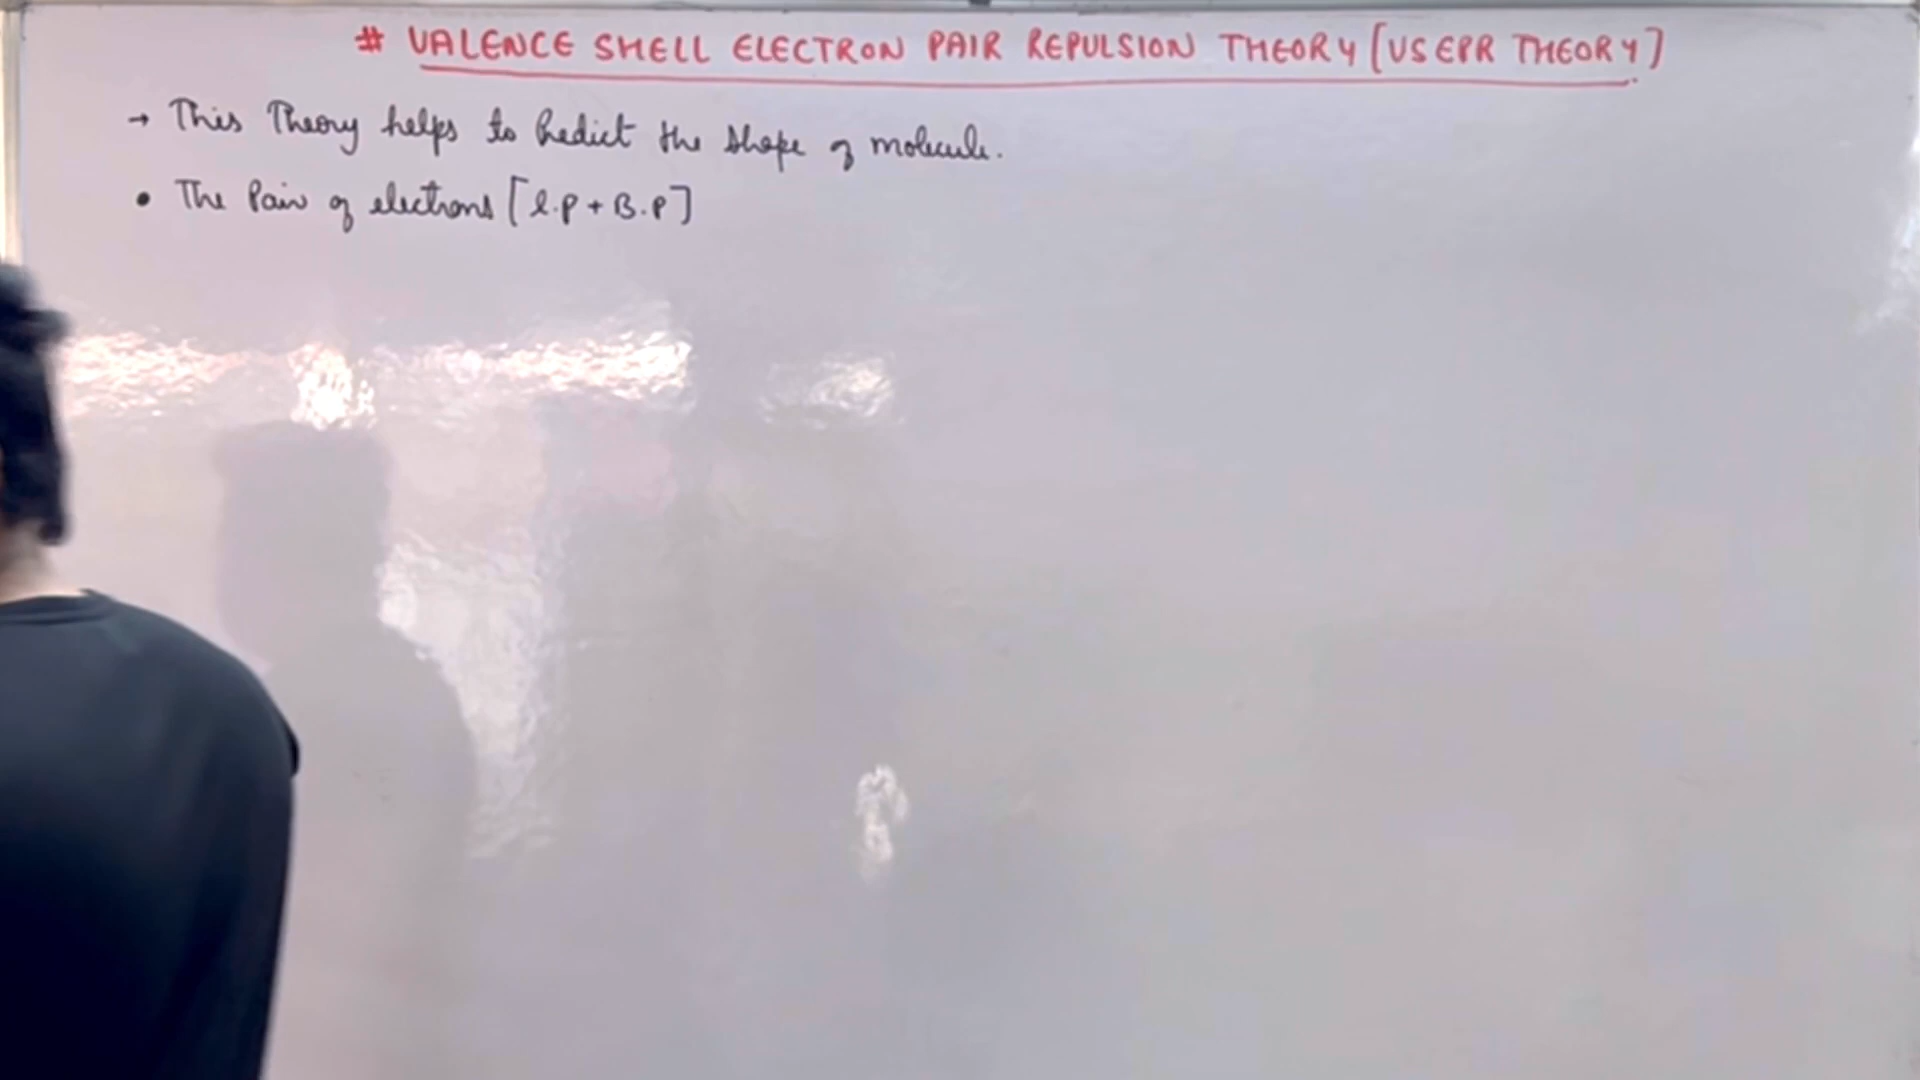 # VALENCE SHELL ELECTRON PAIR REPULSION THEORY [VSEPR THEORY]
→ This Theory helps to Predict the shape of molecule.
• The Pair of electrons [l.p + B.P]